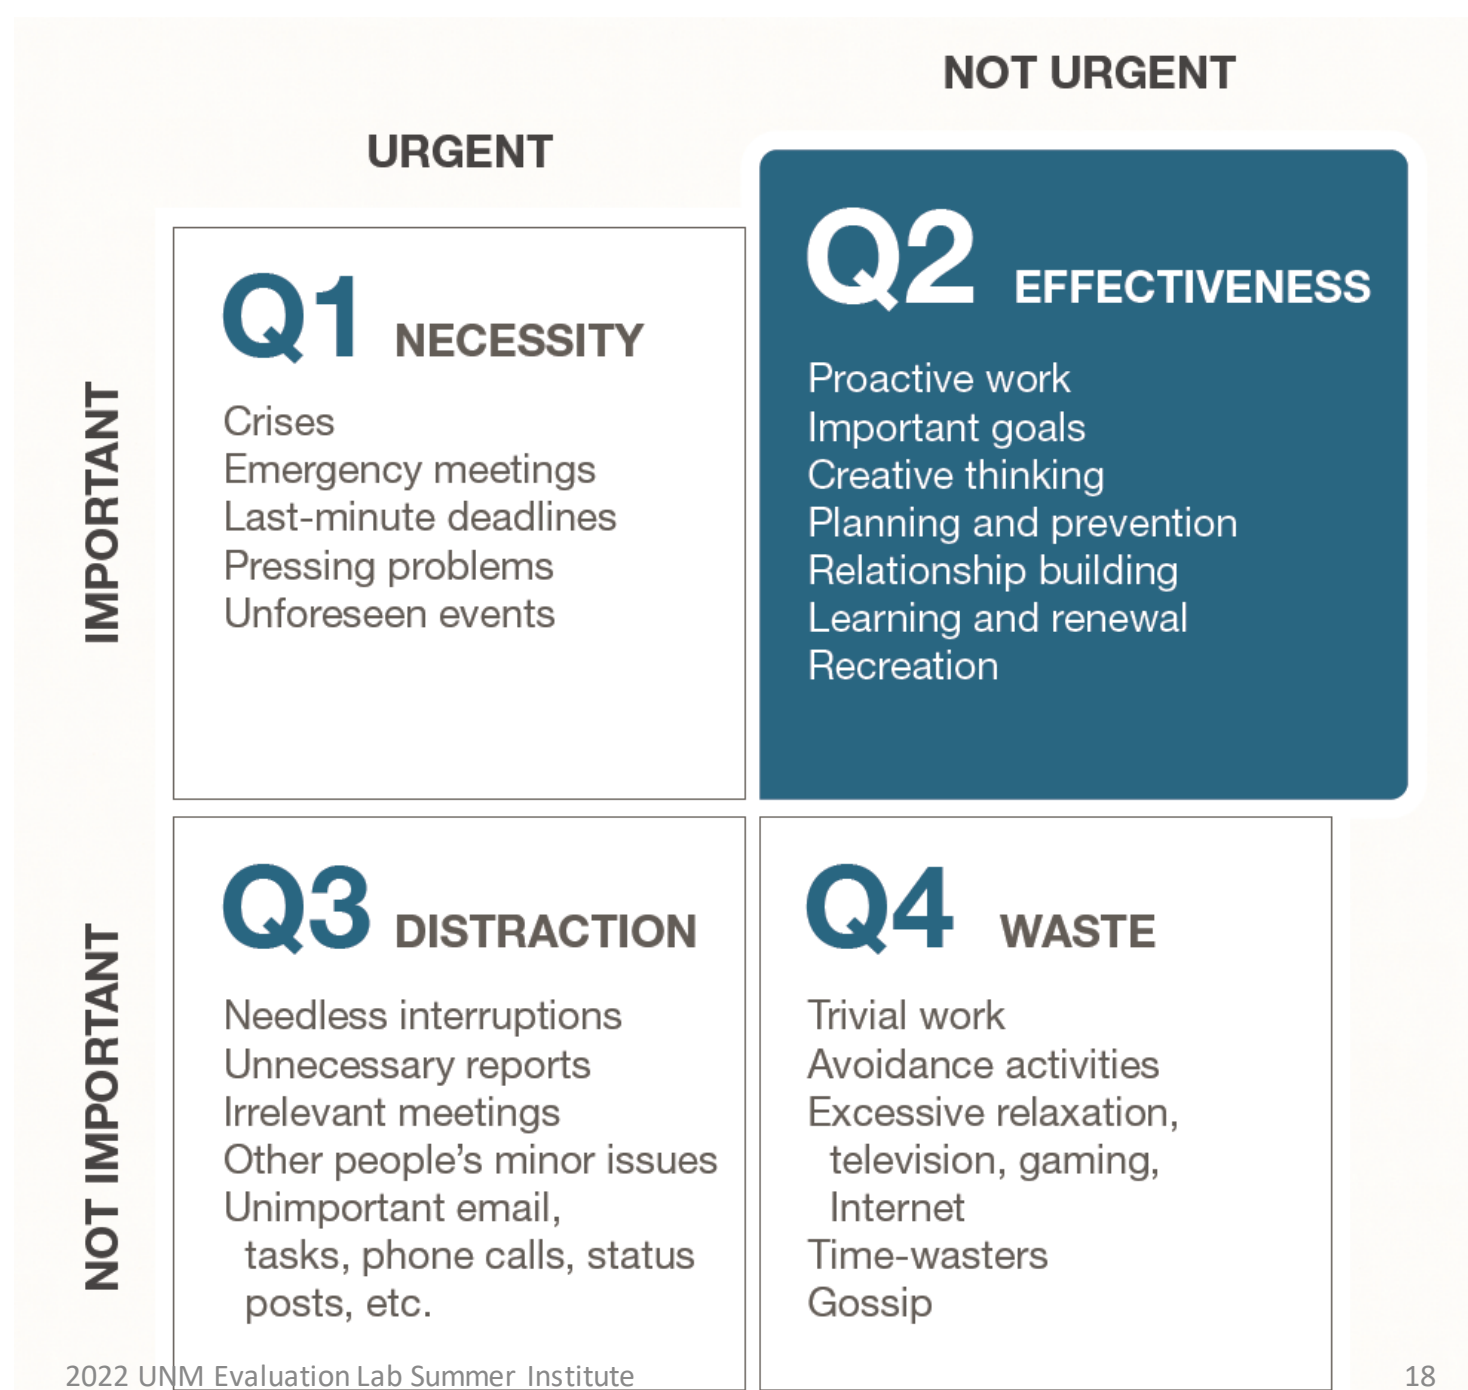 NOT URGENT
URGENT
IMPORTANT
Q1 NECESSITY
Crises
Emergency meetings
Last-minute deadlines
Pressing problems
Unforeseen events
Q2 EFFECTIVENESS
Proactive work
Important goals
Creative thinking
Planning and prevention
Relationship building
Learning and renewal
Recreation
NOT IMPORTANT
Q3 DISTRACTION
Needless interruptions
Unnecessary reports
Irrelevant meetings
Other people’s minor issues
Unimportant email,
tasks, phone calls, status
posts, etc.
Q4 WASTE
Trivial work
Avoidance activities
Excessive relaxation,
television, gaming,
Internet
Time-wasters
Gossip
2022 UNM Evaluation Lab Summer Institute
18